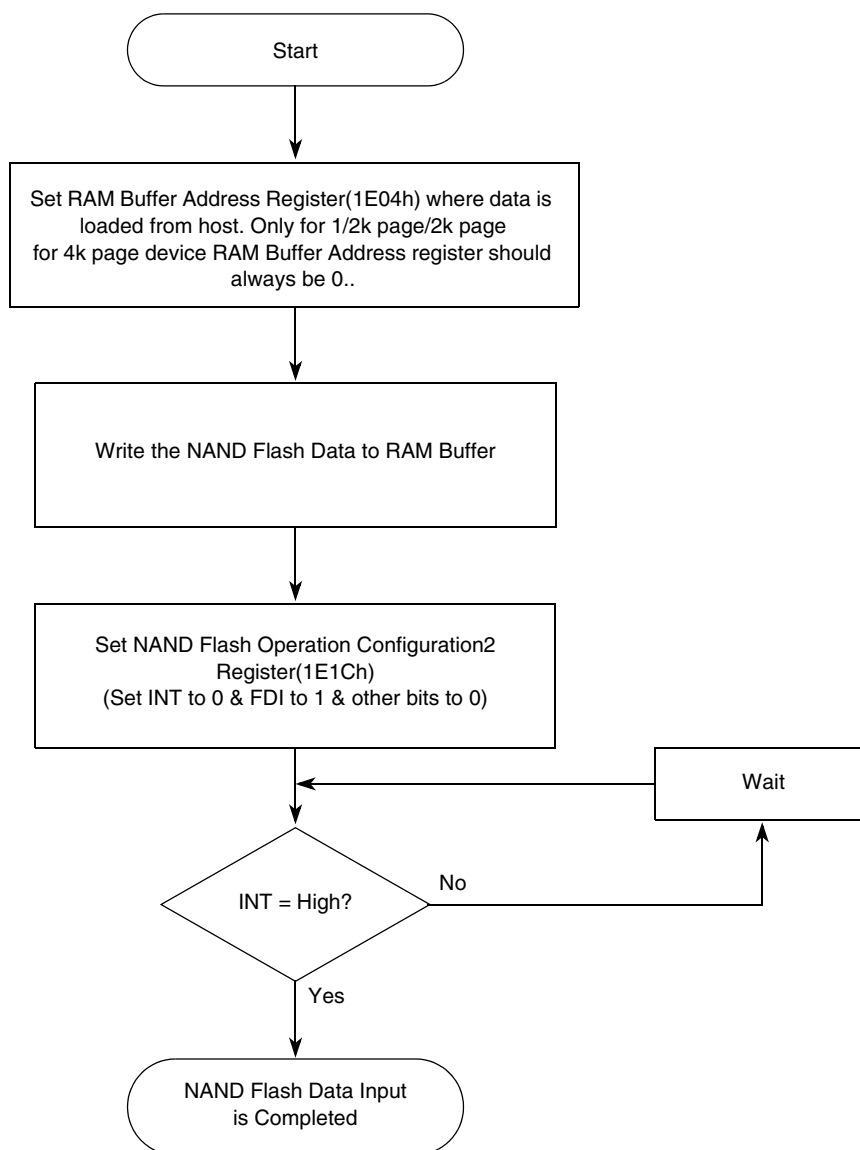 Start
Set RAM Buffer Address Register(1E04h) where data is
loaded from host. Only for 1/2k page/2k page
for 4k page device RAM Buffer Address register should
always be 0..
Write the NAND Flash Data to RAM Buffer
Set NAND Flash Operation Configuration2
Register(1E1Ch)
(Set INT to 0 & FDI to 1 & other bits to 0)
Wait
INT = High?
No
Yes
NAND Flash Data Input
is Completed